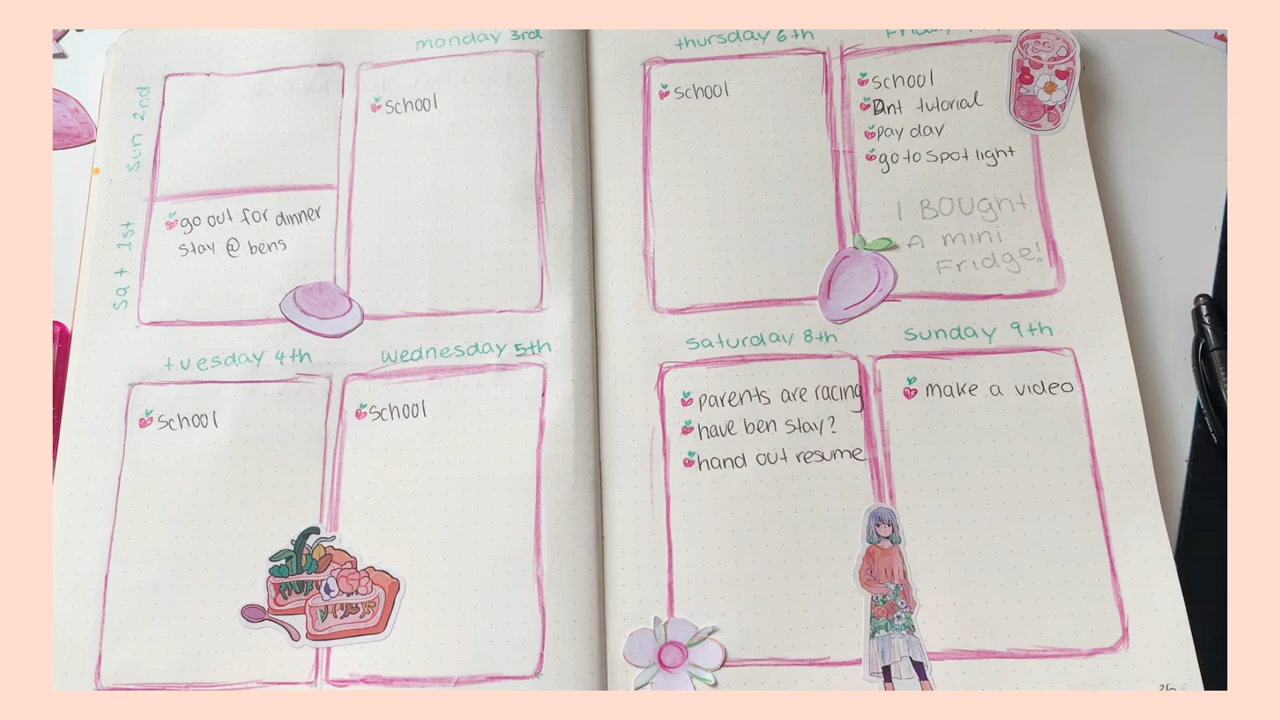 sun 2nd
sat 1st
go out for dinner
stay @ bens
monday 3rd
school
tuesday 4th
school
wednesday 5th
school
thursday 6th
school
Friday
school
tutorial
pay day
go to spot light
I BOUGHT
A mini
Fridge!
saturday 8th
parents are racing
have ben stay?
hand out resume
sunday 9th
make a video